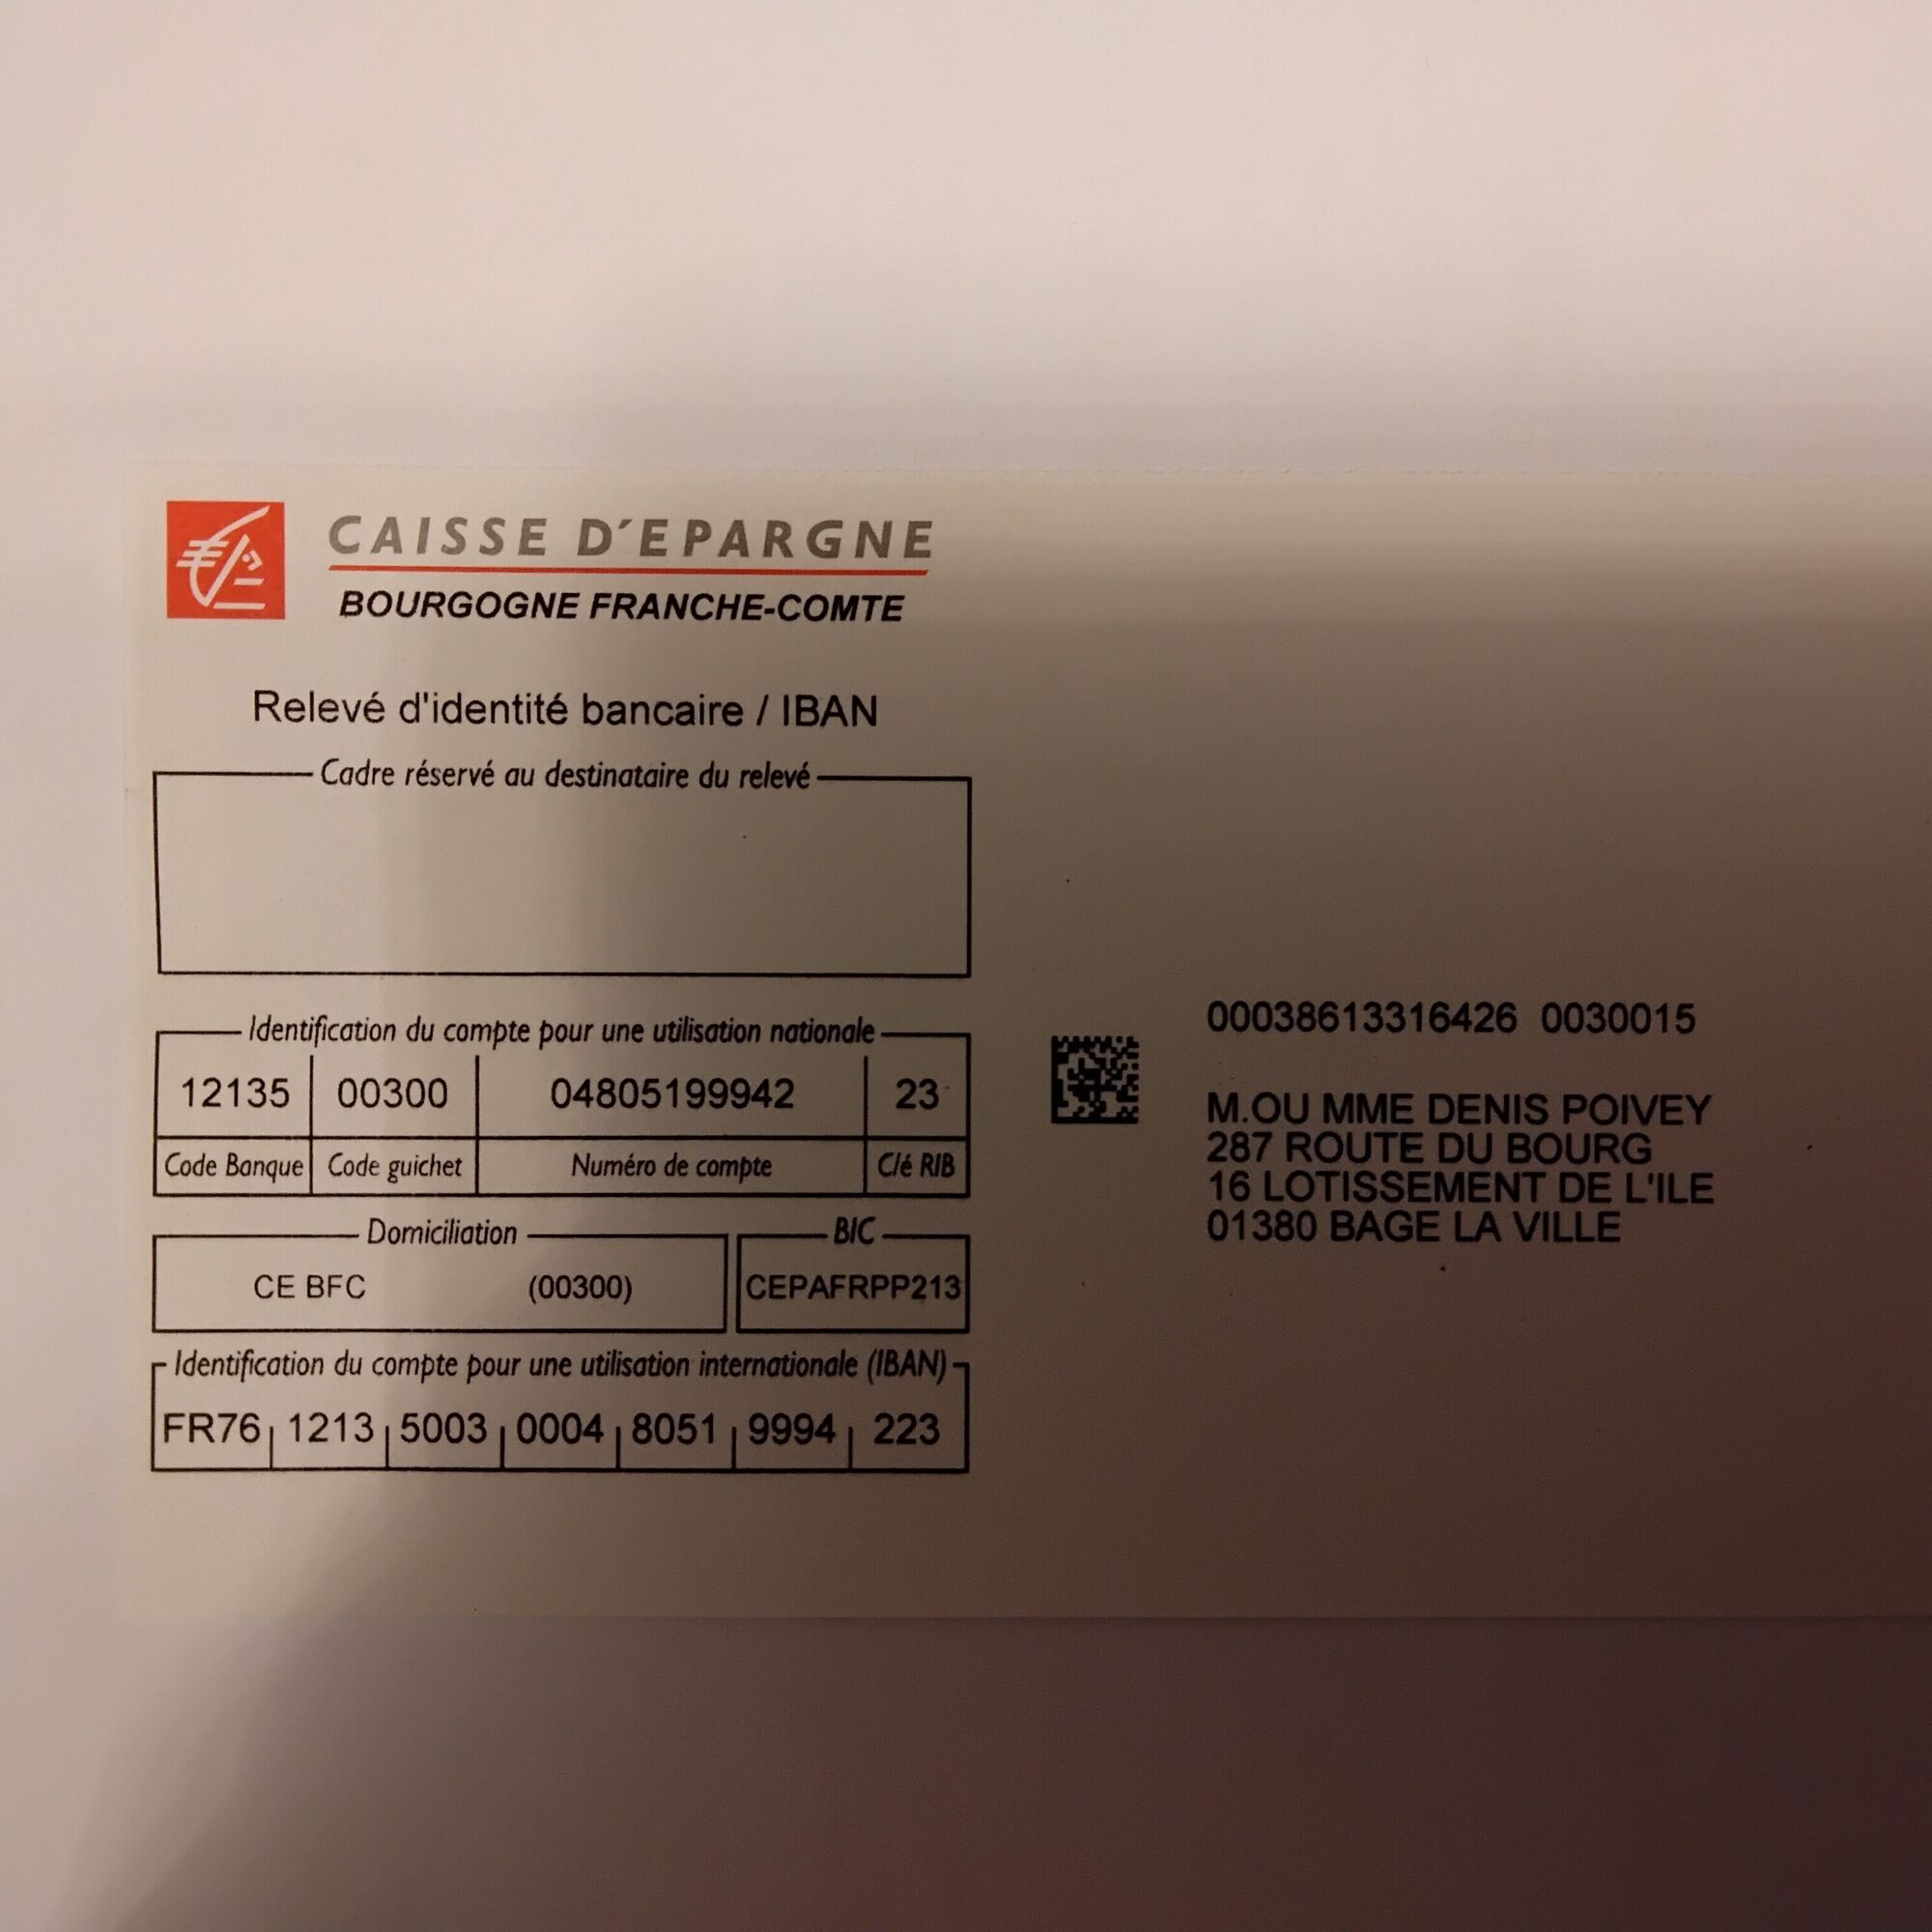 CAISSE D'EPARGNE
BOURGOGNE FRANCHE-COMTE
Relevé d'identité bancaire / IBAN
Cadre réservé au destinataire du relevé
Identification du compte pour une utilisation nationale
12135 00300 04805199942 23
Code Banque Code guichet Numéro de compte Clé RIB
Domiciliation BIC
CE BFC (00300) CEPAFRPP213
Identification du compte pour une utilisation internationale (IBAN)
FR76 1213 5003 0004 8051 9994 223
00038613316426 0030015
M.OU MME DENIS POIVEY
287 ROUTE DU BOURG
16 LOTISSEMENT DE L'ILE
01380 BAGE LA VILLE